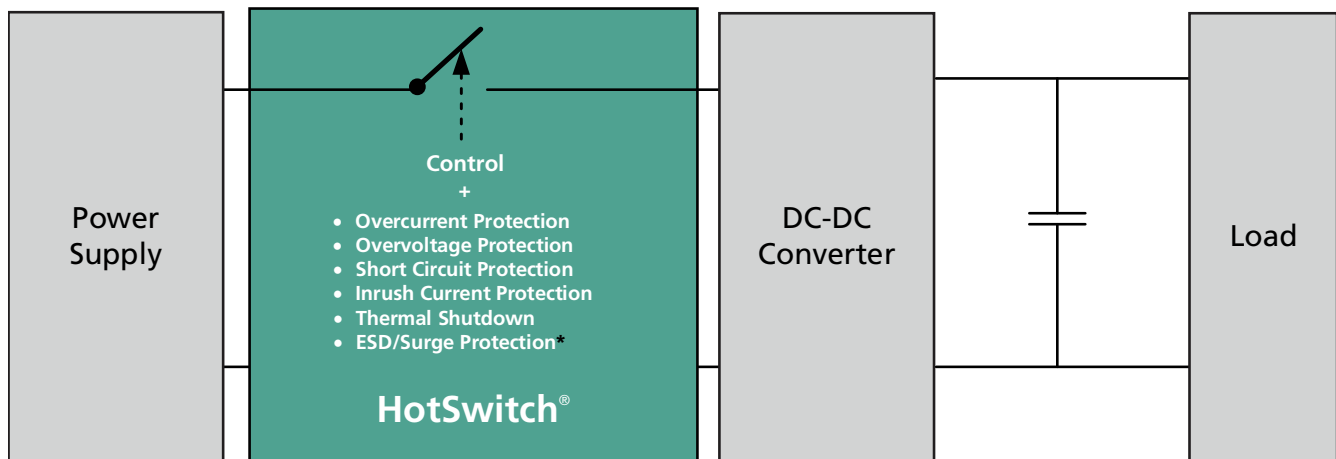 Power
Supply
Control
+
• Overcurrent Protection
• Overvoltage Protection
• Short Circuit Protection
• Inrush Current Protection
• Thermal Shutdown
• ESD/Surge Protection*
HotSwitch®
DC-DC
Converter
Load